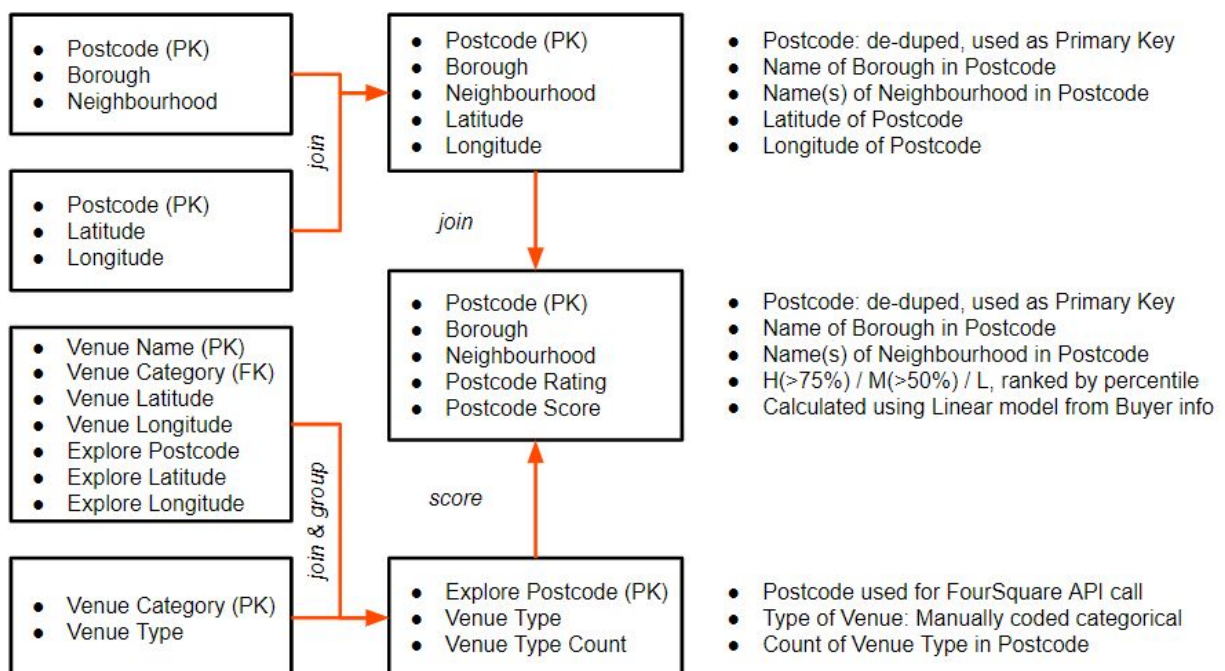 ● Postcode (PK)
● Borough
● Neighbourhood
● Postcode (PK)
● Latitude
● Longitude
join
● Postcode (PK)
● Borough
● Neighbourhood
● Latitude
● Longitude
● Postcode: de-duped, used as Primary Key
● Name of Borough in Postcode
● Name(s) of Neighbourhood in Postcode
● Latitude of Postcode
● Longitude of Postcode
join
● Postcode (PK)
● Borough
● Neighbourhood
● Postcode Rating
● Postcode Score
● Postcode: de-duped, used as Primary Key
● Name of Borough in Postcode
● Name(s) of Neighbourhood in Postcode
● H(>75%) / M(>50%) / L, ranked by percentile
● Calculated using Linear model from Buyer info
● Venue Name (PK)
● Venue Category (FK)
● Venue Latitude
● Venue Longitude
● Explore Postcode
● Explore Latitude
● Explore Longitude
● Venue Category (PK)
● Venue Type
join & group
score
● Explore Postcode (PK)
● Venue Type
● Venue Type Count
● Postcode used for FourSquare API call
● Type of Venue: Manually coded categorical
● Count of Venue Type in Postcode